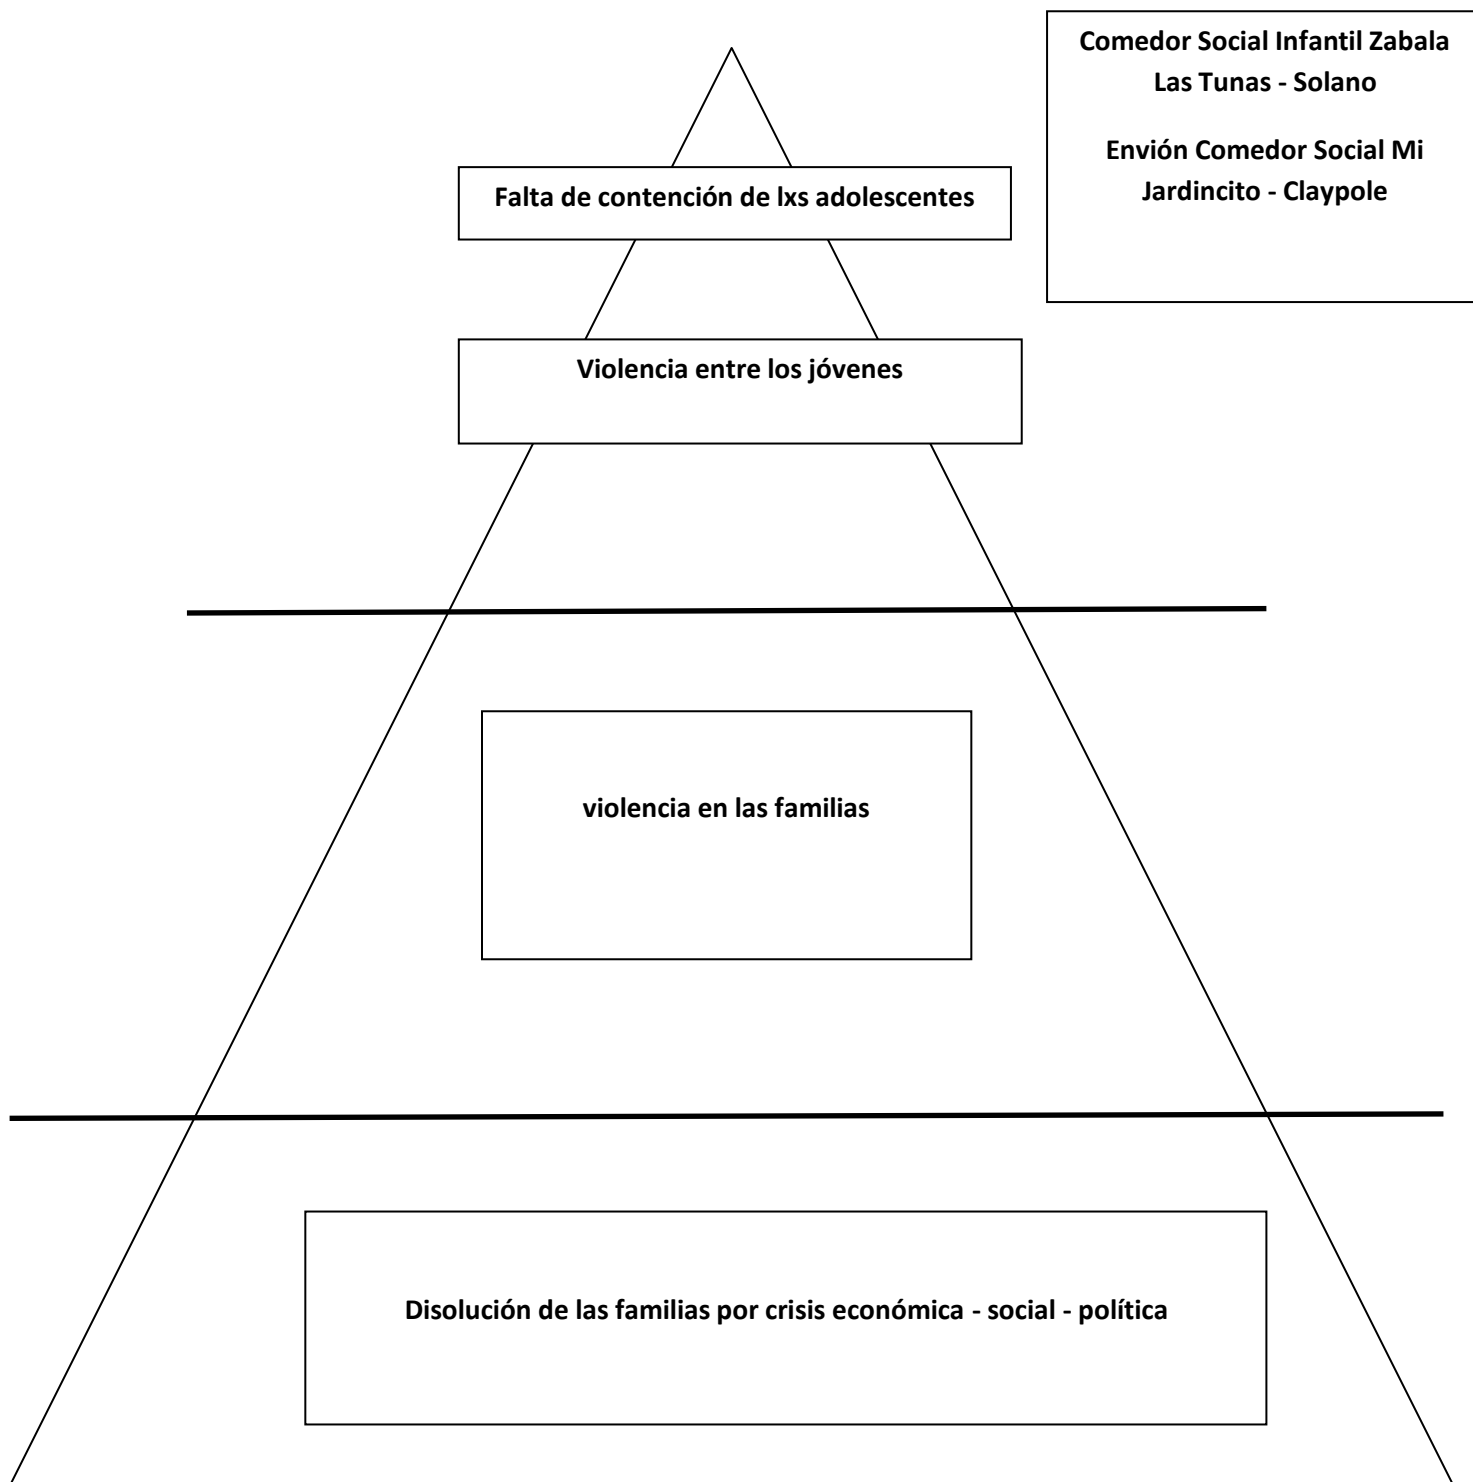 Comedor Social Infantil Zabala
Las Tunas - Solano
Envión Comedor Social Mi
Jardincito - Claypole
Falta de contención de lxs adolescentes
Violencia entre los jóvenes
violencia en las familias
Disolución de las familias por crisis económica - social - política